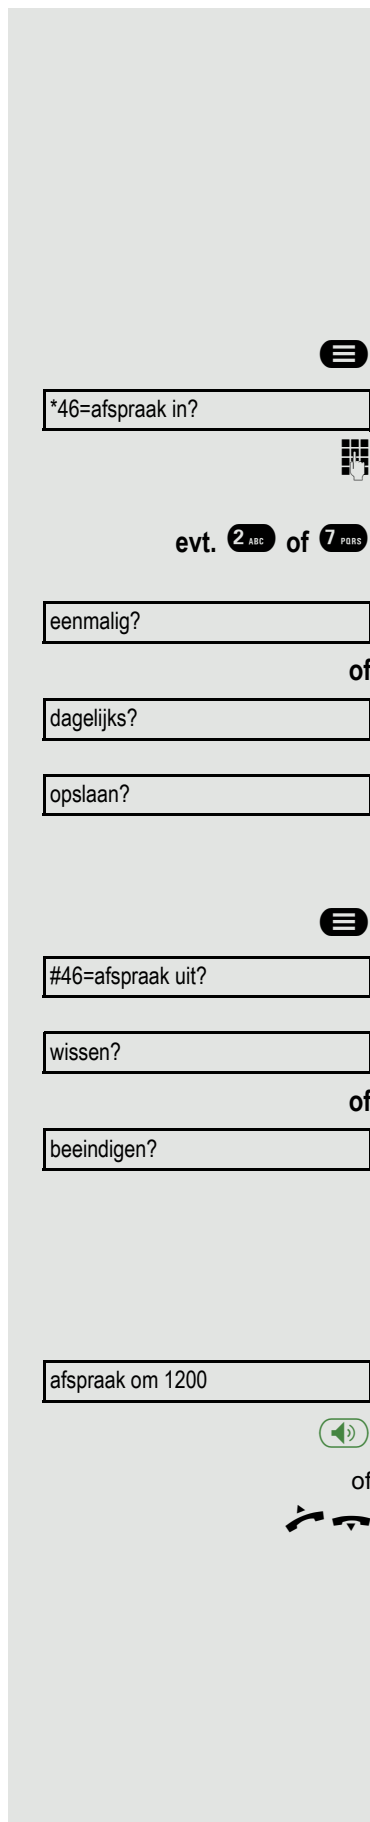 *46=afspraak in?
evt. 2 ABC of 7 PQRS
eenmalig?
of
dagelijks?
opslaan?
#46=afspraak uit?
wissen?
of
beeindigen?
afspraak om 1200
of